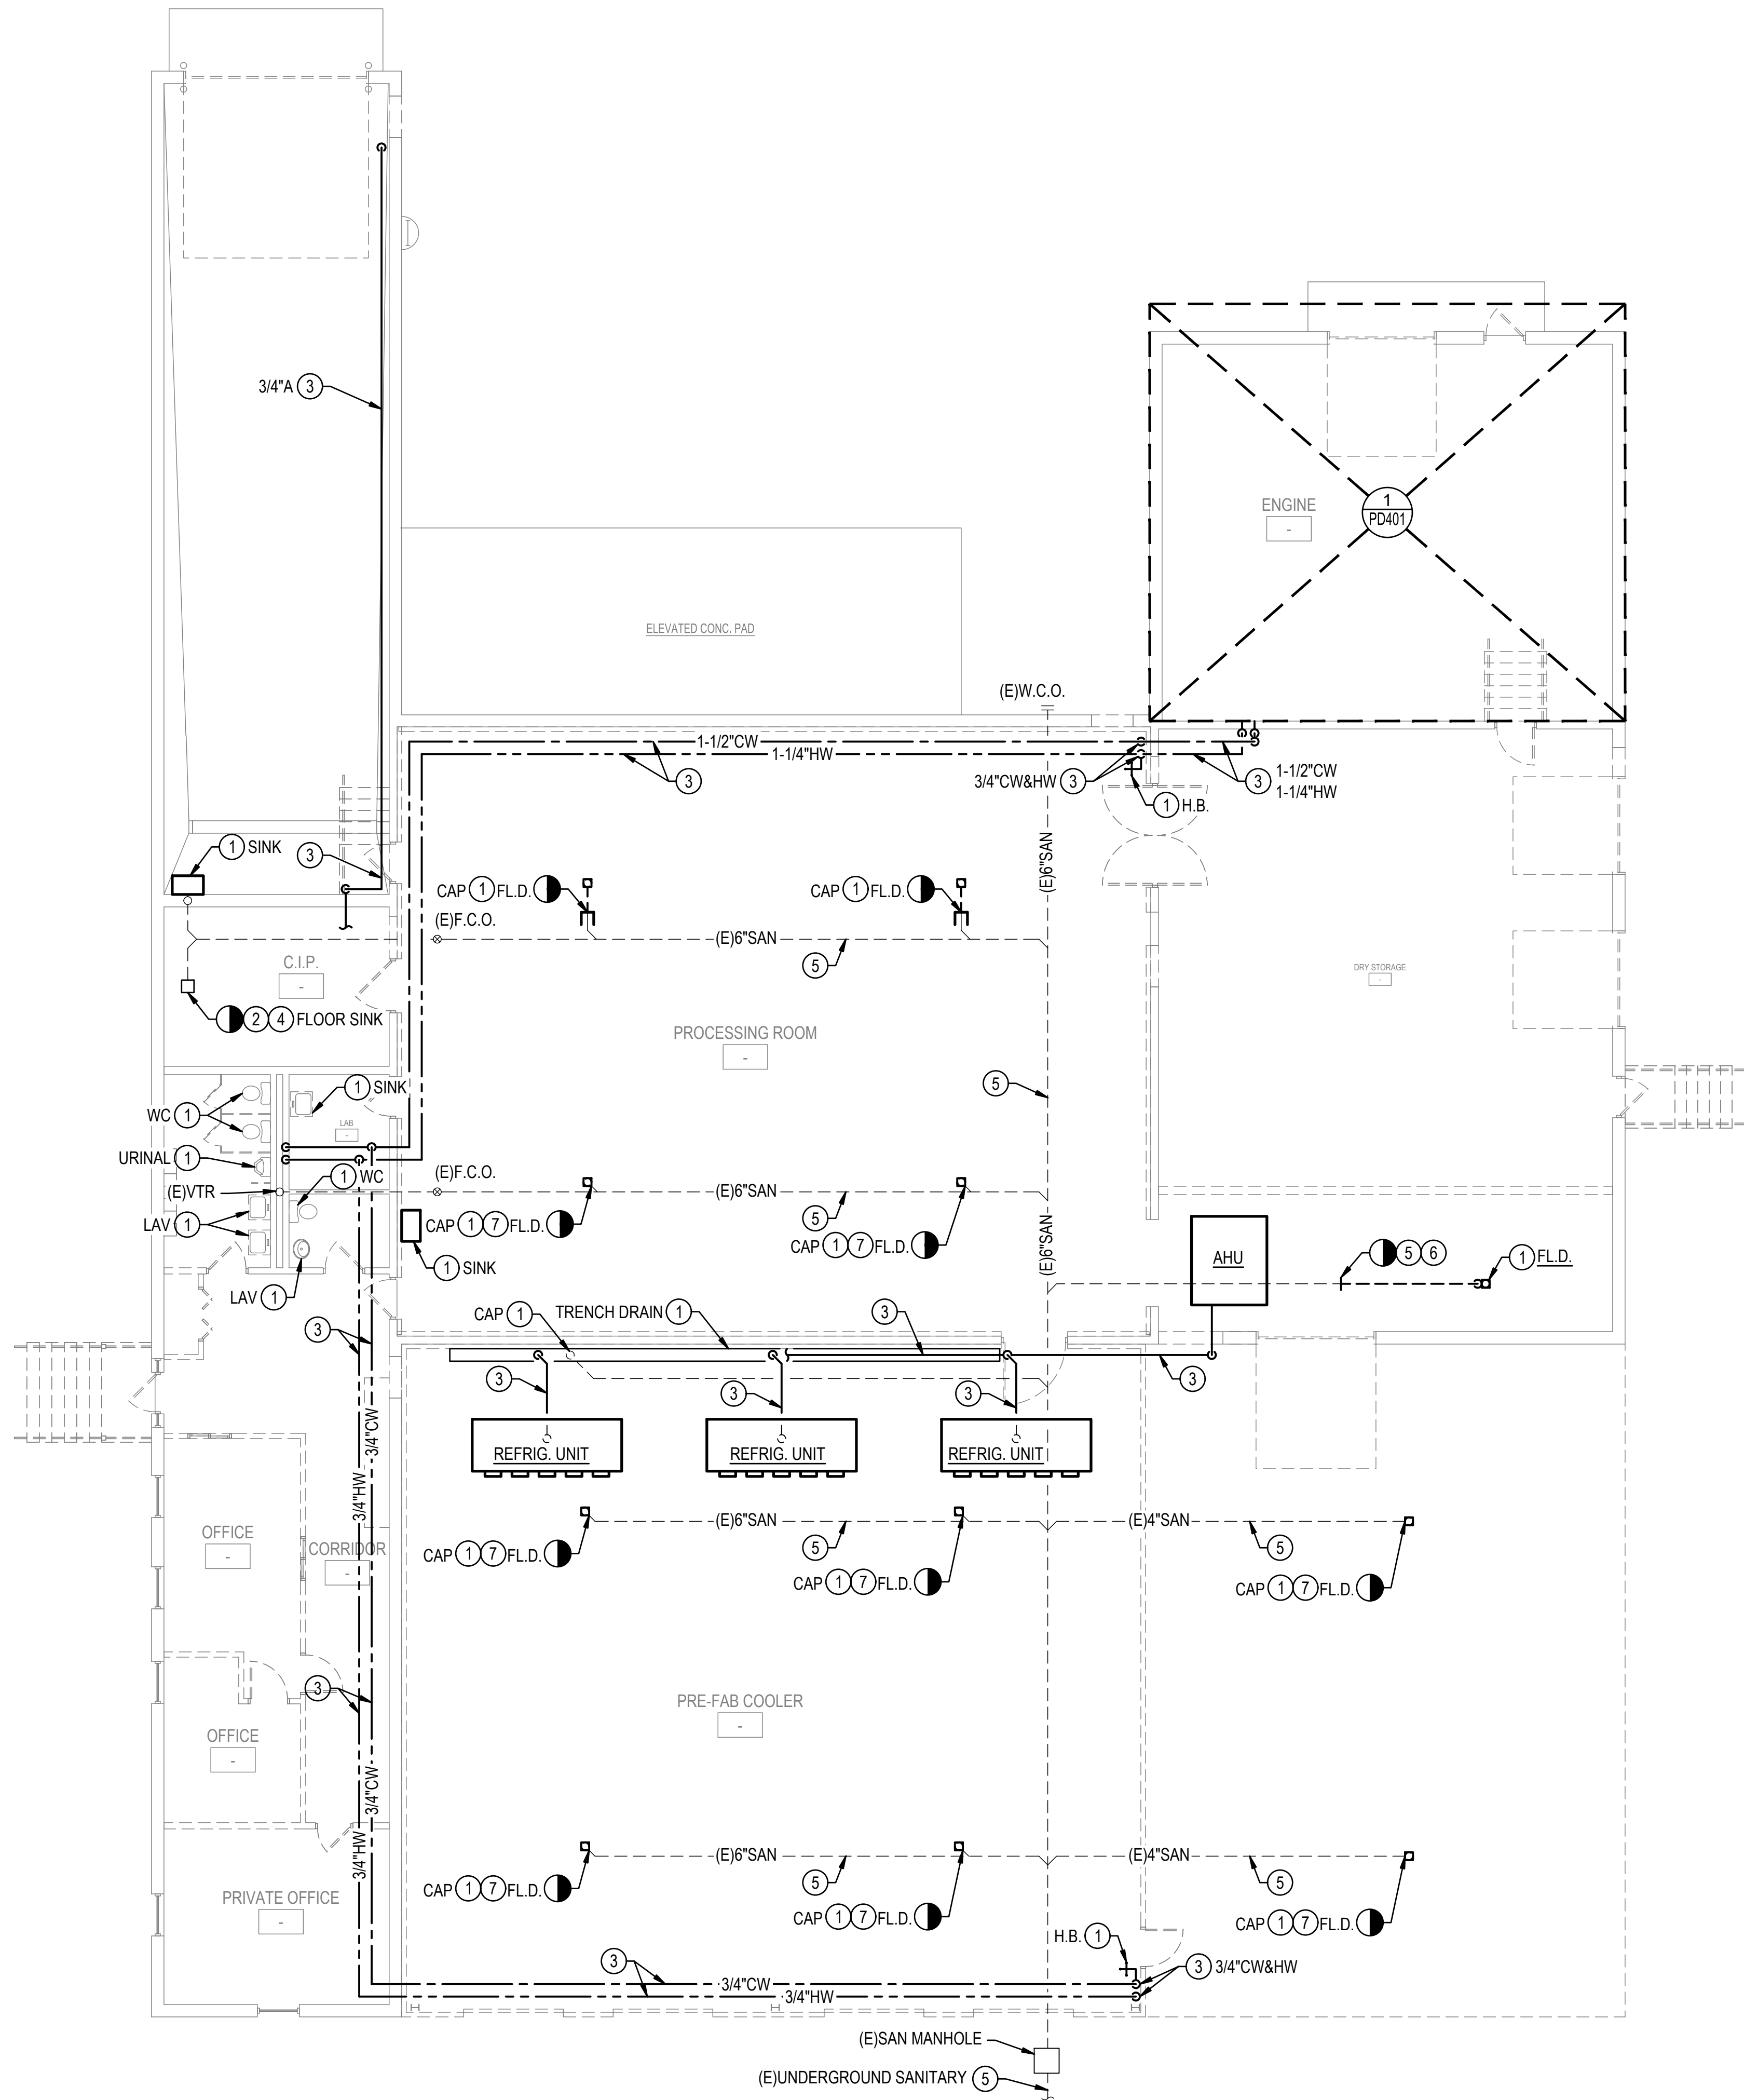 3/4"A 3
ENGINE
-
1
PD401
ELEVATED CONC. PAD
(E)W.C.O.
1-1/2"CW
1-1/4"HW
3
3/4"CW&HW 3
3 1-1/2"CW
1-1/4"HW
1 H.B.
1 SINK
3
(E)6"SAN
CAP 1 FL.D.
CAP 1 FL.D.
(E)F.C.O.
(E)6"SAN
5
C.I.P.
-
DRY STORAGE
-
2 4 FLOOR SINK
PROCESSING ROOM
-
5
1 SINK
WC 1
LAB
-
URINAL 1
1 WC
(E)F.C.O.
(E)VTR
(E)6"SAN
LAV 1
CAP 1 7 FL.D.
5
CAP 1 7 FL.D.
(E)6"SAN
1 SINK
AHU
5 6
1 FL.D.
LAV 1
3
CAP 1
TRENCH DRAIN 1
3
3
3
3
3
3/4"CW
3/4"HW
REFRIG. UNIT
REFRIG. UNIT
REFRIG. UNIT
OFFICE
-
CORRIDOR
-
(E)6"SAN
(E)4"SAN
CAP 1 7 FL.D.
5
5
CAP 1 7 FL.D.
CAP 1 7 FL.D.
3
PRE-FAB COOLER
-
OFFICE
-
3/4"CW
3/4"HW
(E)6"SAN
(E)4"SAN
CAP 1 7 FL.D.
5
5
CAP 1 7 FL.D.
CAP 1 7 FL.D.
PRIVATE OFFICE
-
H.B. 1
3
3 3/4"CW&HW
3/4"CW
3/4"HW
(E)SAN MANHOLE
(E)UNDERGROUND SANITARY 5